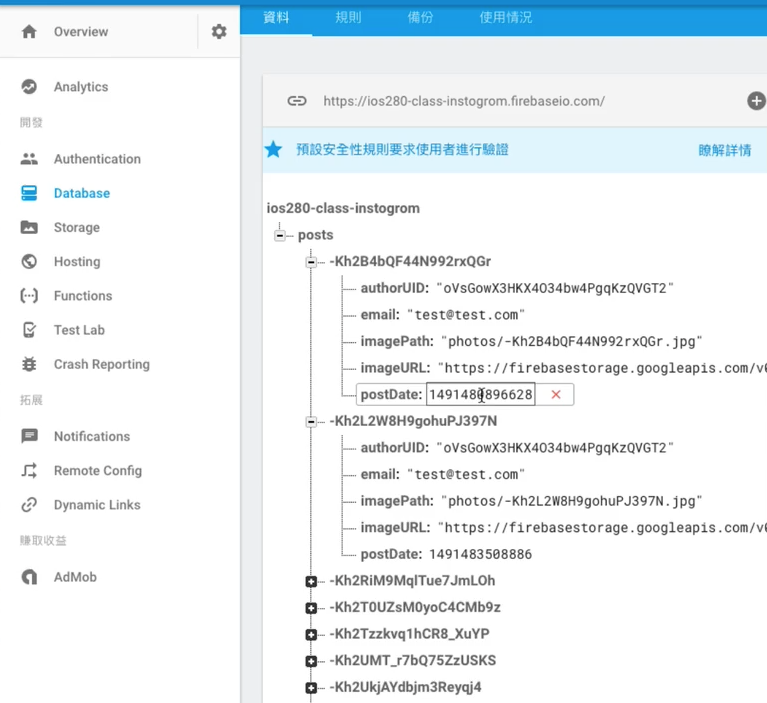 Overview
Analytics
開發
Authentication
Database
Storage
Hosting
Functions
Test Lab
Crash Reporting
拓展
Notifications
Remote Config
Dynamic Links
賺取收益
AdMob
資料 規則 備份 使用情況
https://ios280-class-instogrom.firebaseio.com/
預設安全性規則要求使用者進行驗證 瞭解詳情
ios280-class-instogrom
posts
-Kh2B4bQF44N992rxQGr
authorUID: "oVsGowX3HKX4O34bw4PgqKzQVGT2"
email: "test@test.com"
imagePath: "photos/-Kh2B4bQF44N992rxQGr.jpg"
imageURL: "https://firebasestorage.googleapis.com/v0
postDate:
-Kh2L2W8H9gohuPJ397N
authorUID: "oVsGowX3HKX4O34bw4PgqKzQVGT2"
email: "test@test.com"
imagePath: "photos/-Kh2L2W8H9gohuPJ397N.jpg"
imageURL: "https://firebasestorage.googleapis.com/v0
postDate: 1491483508886
-Kh2RiM9MqlTue7JmLOh
-Kh2T0UZsM0yoC4CMb9z
-Kh2Tzzkvq1hCR8_XuYP
-Kh2UMT_r7bQ75ZzUSKS
-Kh2UkjAYdbjm3Reyqj4